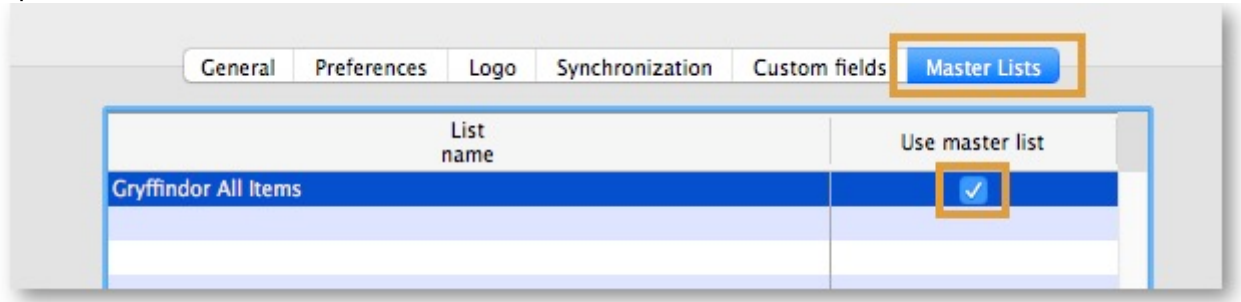 General Preferences Logo Synchronization Custom fields Master Lists
List
name
Use master list
Gryffindor All Items